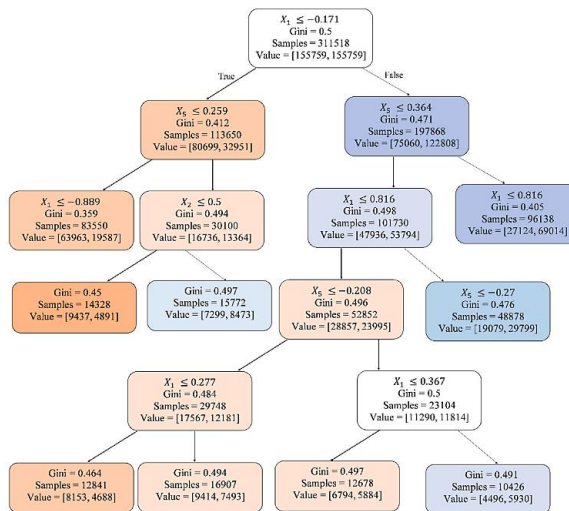 X₁ ≤ −0.171
Gini = 0.5
Samples = 311518
Value = [155759, 155759]
True
False
X₅ ≤ 0.259
Gini = 0.412
Samples = 113650
Value = [80699, 32951]
X₅ ≤ 0.364
Gini = 0.471
Samples = 197868
Value = [75060, 122808]
X₁ ≤ −0.889
Gini = 0.359
Samples = 83550
Value = [63963, 19587]
X₂ ≤ 0.5
Gini = 0.494
Samples = 30100
Value = [16736, 13364]
X₁ ≤ 0.816
Gini = 0.498
Samples = 101730
Value = [47936, 53794]
X₁ ≤ 0.816
Gini = 0.405
Samples = 96138
Value = [27124, 69014]
Gini = 0.45
Samples = 14328
Value = [9437, 4891]
Gini = 0.497
Samples = 15772
Value = [7299, 8473]
X₅ ≤ −0.208
Gini = 0.496
Samples = 52852
Value = [28857, 23995]
X₅ ≤ −0.27
Gini = 0.476
Samples = 48878
Value = [19079, 29799]
X₁ ≤ 0.277
Gini = 0.484
Samples = 29748
Value = [17567, 12181]
X₁ ≤ 0.367
Gini = 0.5
Samples = 23104
Value = [11290, 11814]
Gini = 0.464
Samples = 12841
Value = [8153, 4688]
Gini = 0.494
Samples = 16907
Value = [9414, 7493]
Gini = 0.497
Samples = 12678
Value = [6794, 5884]
Gini = 0.491
Samples = 10426
Value = [4496, 5930]